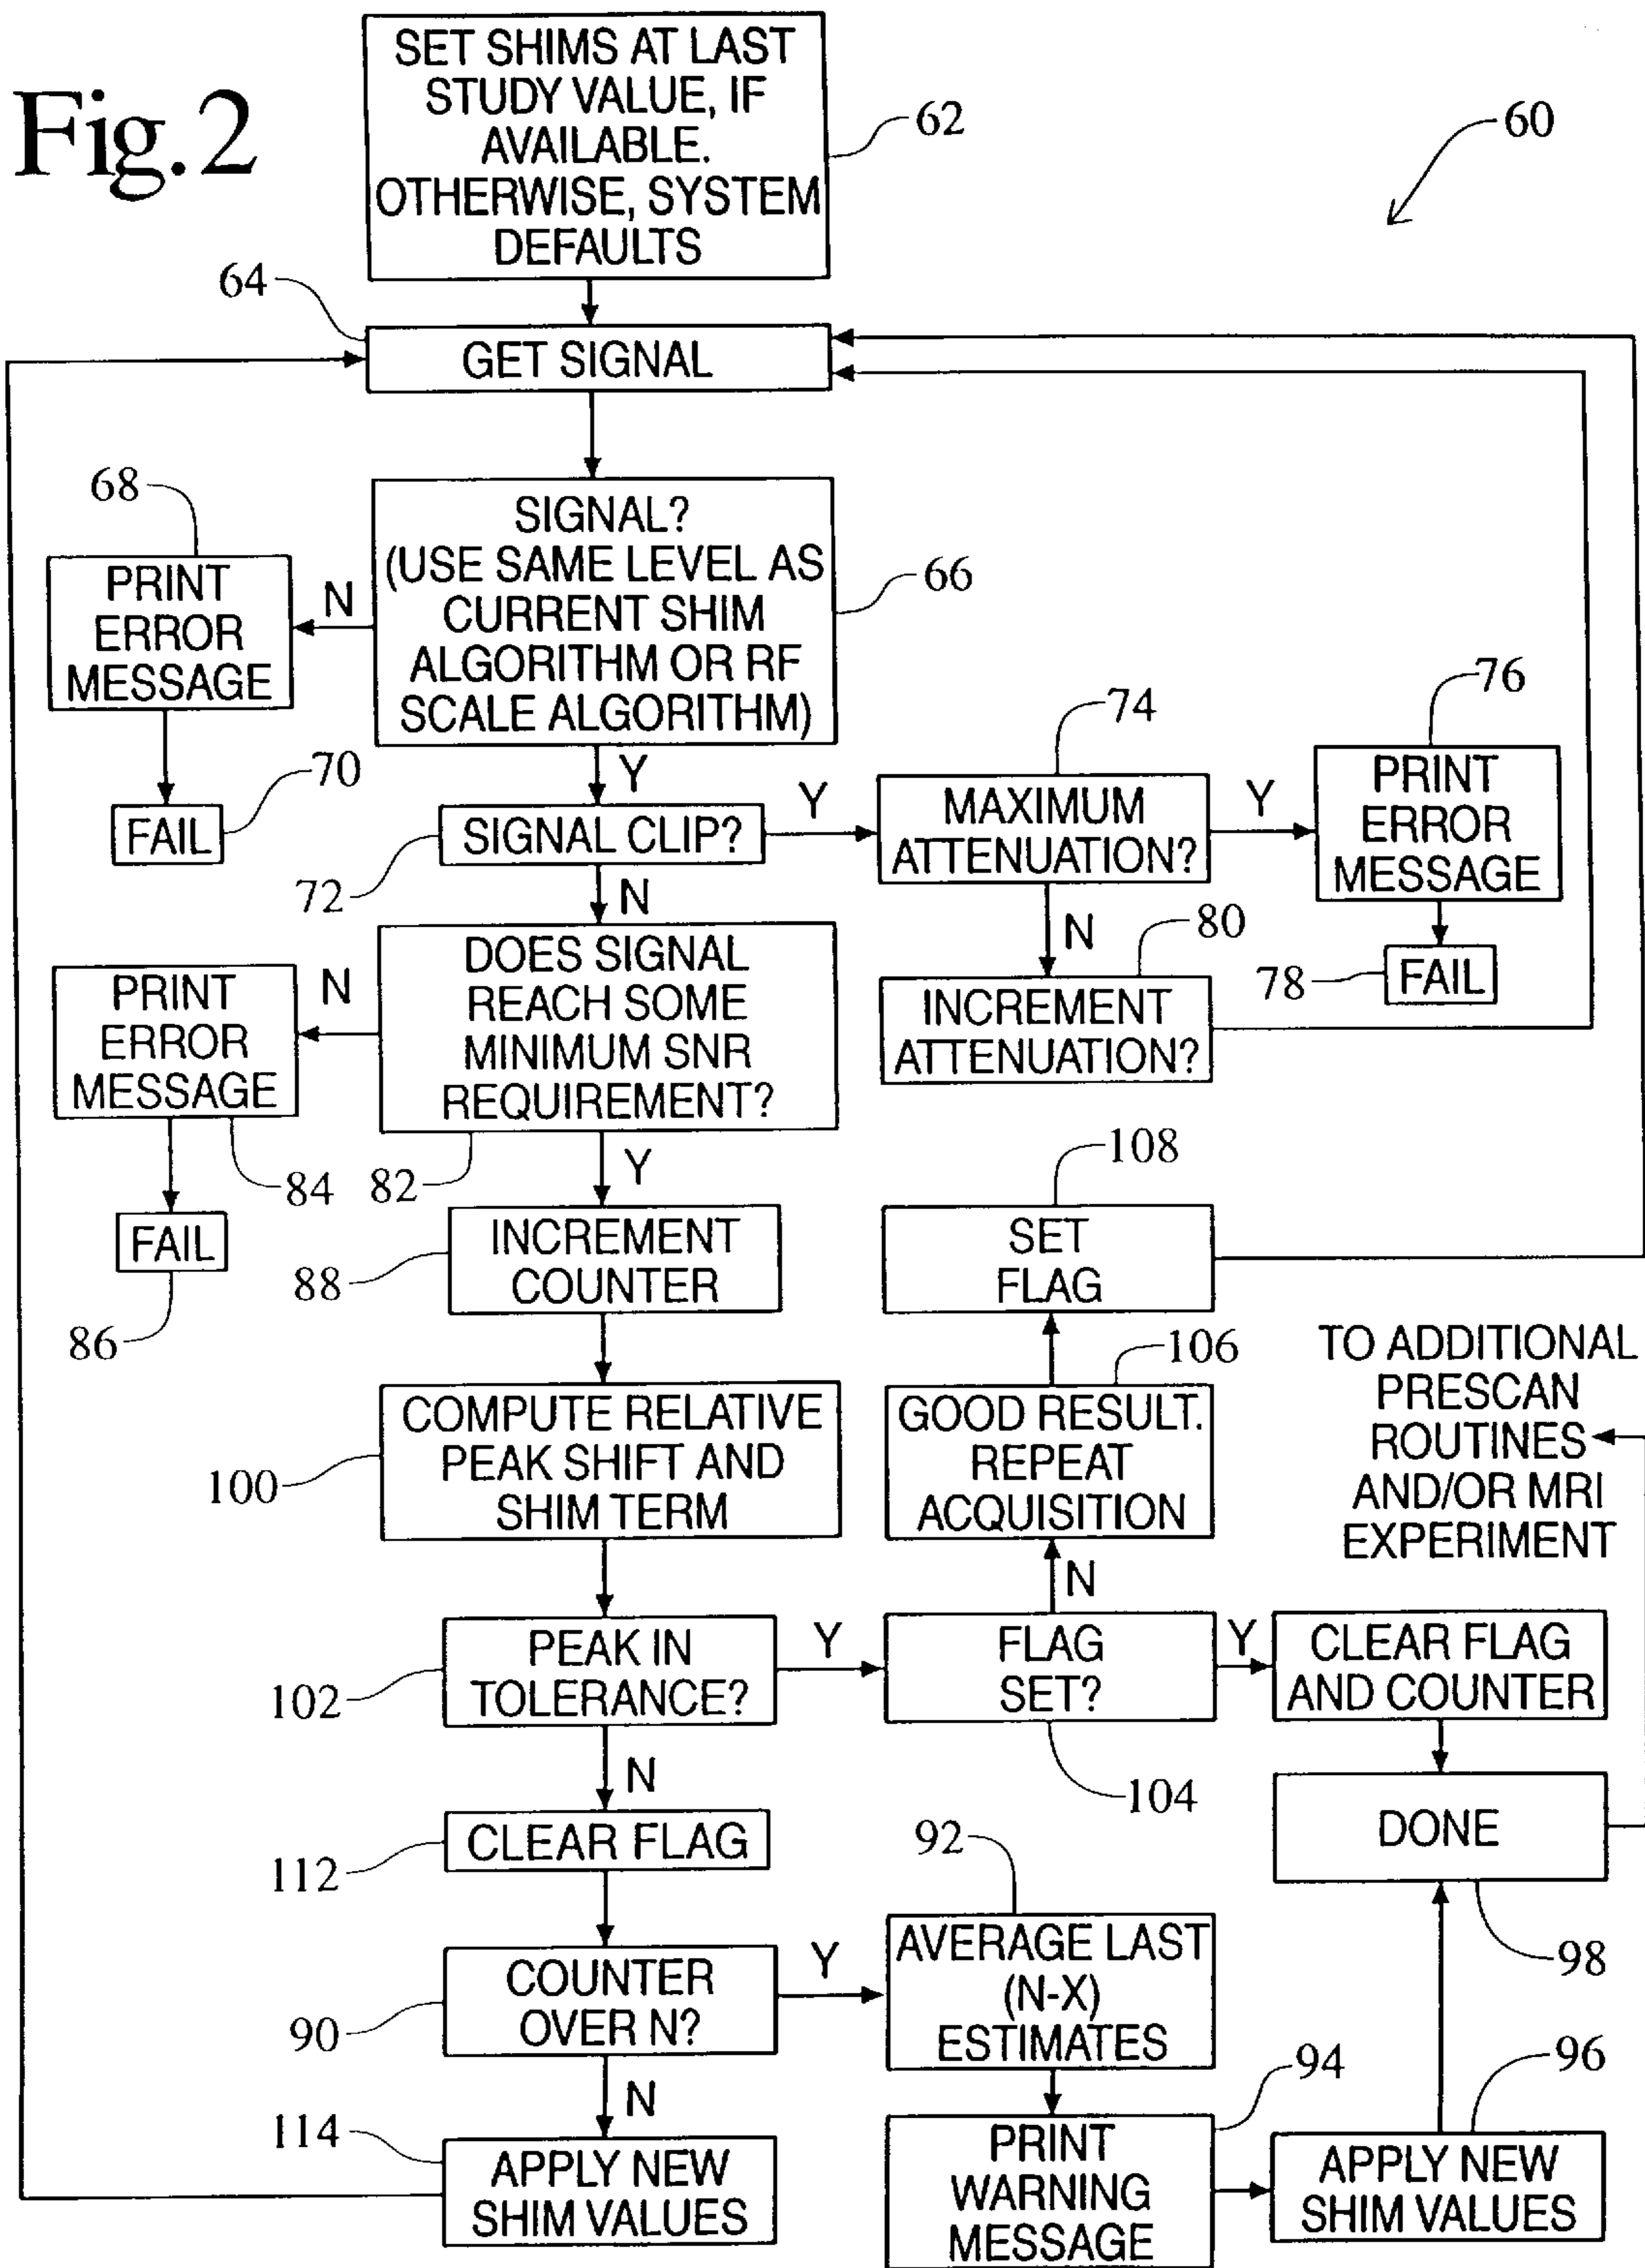 Fig.2
SET SHIMS AT LAST
STUDY VALUE, IF
AVAILABLE.
OTHERWISE, SYSTEM
DEFAULTS
62
60
64
GET SIGNAL
68
PRINT
ERROR
MESSAGE
N
SIGNAL?
(USE SAME LEVEL AS
CURRENT SHIM
ALGORITHM OR RF
SCALE ALGORITHM)
66
70
FAIL
Y
72
SIGNAL CLIP?
Y
74
MAXIMUM
ATTENUATION?
Y
76
PRINT
ERROR
MESSAGE
N
N
80
78
FAIL
INCREMENT
ATTENUATION?
PRINT
ERROR
MESSAGE
N
DOES SIGNAL
REACH SOME
MINIMUM SNR
REQUIREMENT?
84
82
Y
FAIL
86
88
INCREMENT
COUNTER
108
SET
FLAG
106
GOOD RESULT.
REPEAT
ACQUISITION
TO ADDITIONAL
PRESCAN
ROUTINES
AND/OR MRI
EXPERIMENT
100
COMPUTE RELATIVE
PEAK SHIFT AND
SHIM TERM
N
102
PEAK IN
TOLERANCE?
Y
FLAG
SET?
Y
CLEAR FLAG
AND COUNTER
104
N
112
CLEAR FLAG
DONE
98
92
90
COUNTER
OVER N?
Y
AVERAGE LAST
(N-X)
ESTIMATES
N
114
APPLY NEW
SHIM VALUES
94
PRINT
WARNING
MESSAGE
96
APPLY NEW
SHIM VALUES